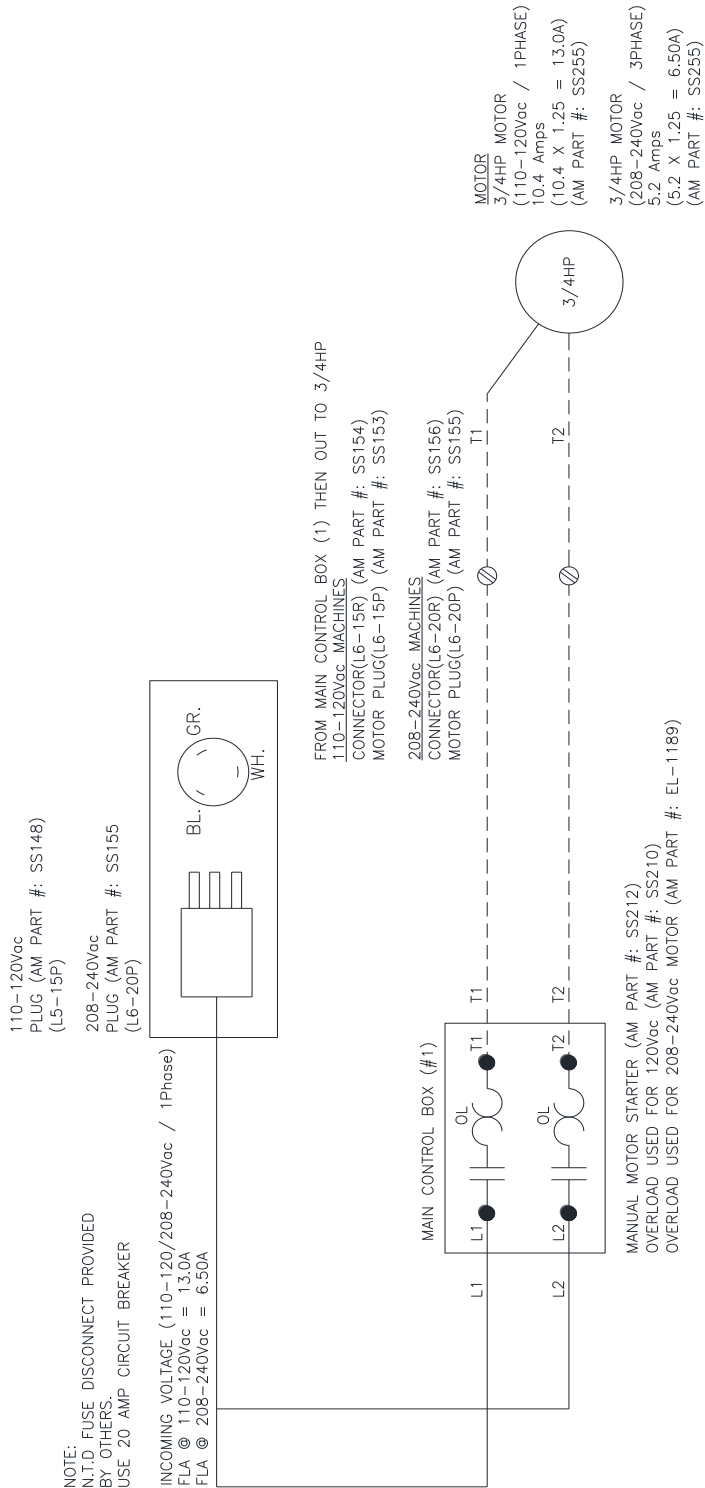 NOTE:
N.T.D FUSE DISCONNECT PROVIDED
BY OTHERS.
USE 20 AMP CIRCUIT BREAKER
INCOMING VOLTAGE (110-120/208-240Vac / 1Phase)
FLA @ 110-120Vac = 13.0A
FLA @ 208-240Vac = 6.50A
110-120Vac
PLUG (AM PART #: SS148)
(L5-15P)
208-240Vac
PLUG (AM PART #: SS155
(L6-20P)
BL.
GR.
WH.
FROM MAIN CONTROL BOX (1) THEN OUT TO 3/4HP
110-120Vac MACHINES
CONNECTOR(L6-15R) (AM PART #: SS154)
MOTOR PLUG(L6-15P) (AM PART #: SS153)
208-240Vac MACHINES
CONNECTOR(L6-20R) (AM PART #: SS156)
MOTOR PLUG(L6-20P) (AM PART #: SS155)
MAIN CONTROL BOX (#1)
L1
L1
OL
T1
T1
T1
L2
L2
OL
T2
T2
T2
3/4HP
MANUAL MOTOR STARTER (AM PART #: SS212)
OVERLOAD USED FOR 120Vac (AM PART #: SS210)
OVERLOAD USED FOR 208-240Vac MOTOR (AM PART #: EL-1189)
MOTOR
3/4HP MOTOR
(110-120Vac / 1PHASE)
10.4 Amps
(10.4 X 1.25 = 13.0A)
(AM PART #: SS255)
3/4HP MOTOR
(208-240Vac / 3PHASE)
5.2 Amps
(5.2 X 1.25 = 6.50A)
(AM PART #: SS255)